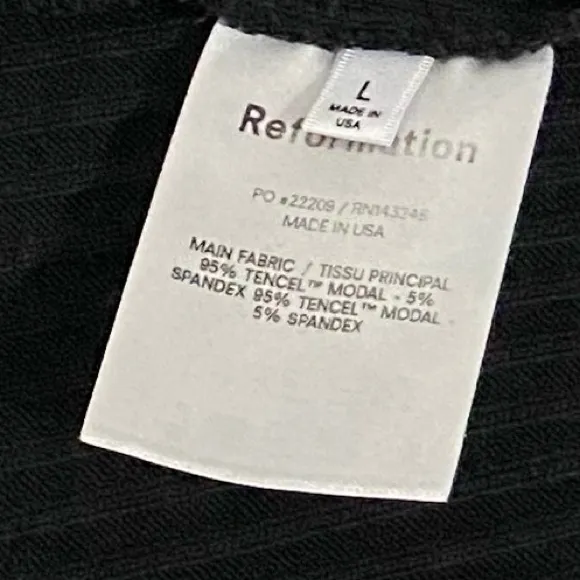 L
MADE IN
USA
Reformation
PO #22209 / RN143246
MADE IN USA
MAIN FABRIC / TISSU PRINCIPAL
95% TENCEL™ MODAL - 5%
SPANDEX 95% TENCEL™ MODAL -
5% SPANDEX